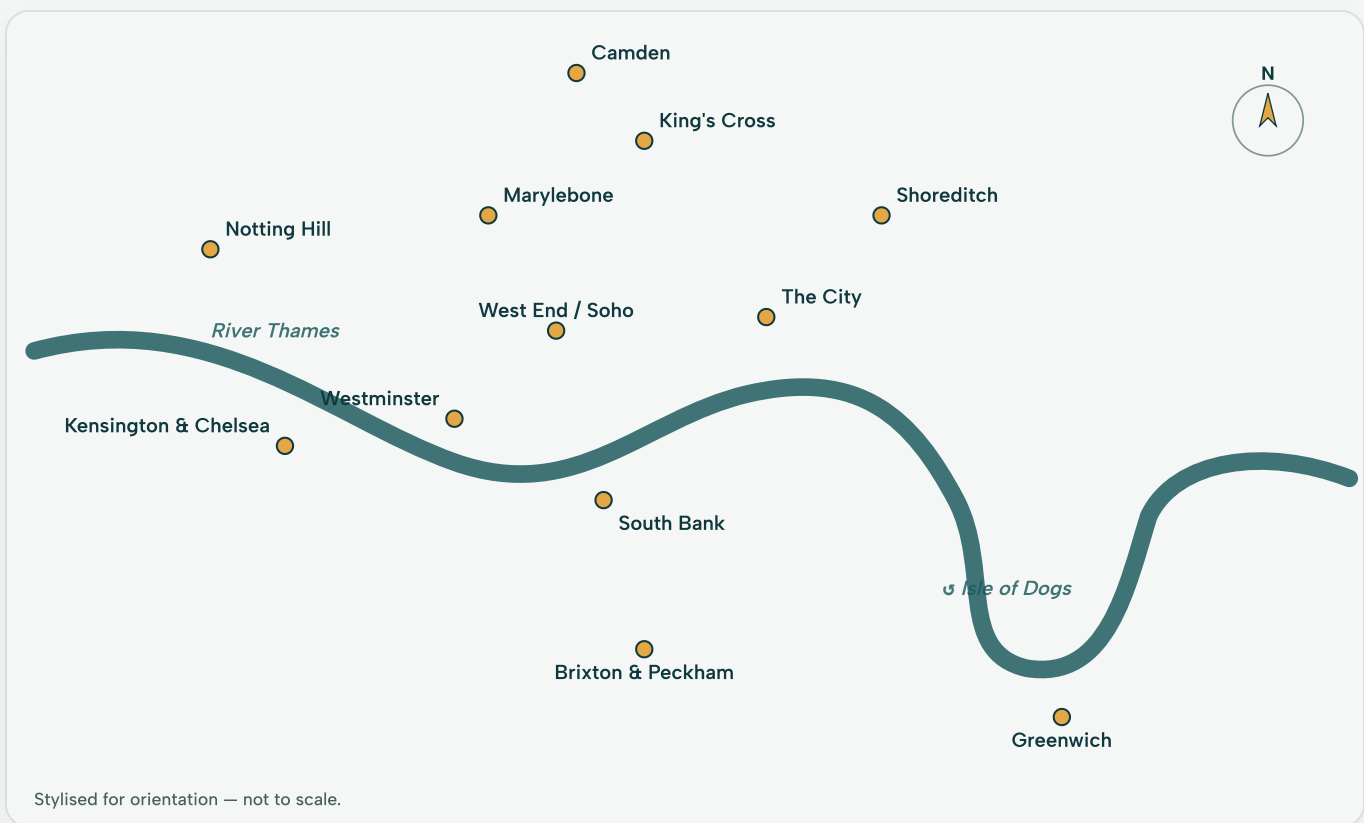 Camden
N
King's Cross
Marylebone
Shoreditch
Notting Hill
The City
West End / Soho
River Thames
Westminster
Kensington & Chelsea
South Bank
↺ Isle of Dogs
Brixton & Peckham
Greenwich
Stylised for orientation — not to scale.